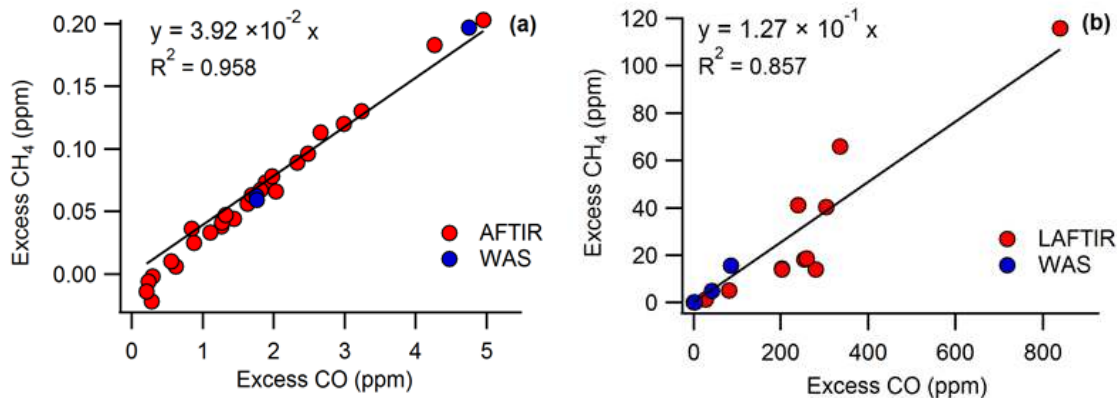 (a)
y = 3.92 ×10⁻² x
R² = 0.958
0.20
0.15
0.10
0.05
0.00
Excess CH₄ (ppm)
AFTIR
WAS
0 1 2 3 4 5
Excess CO (ppm)
(b)
y = 1.27 × 10⁻¹ x
R² = 0.857
120
100
80
60
40
20
0
Excess CH₄ (ppm)
LAFTIR
WAS
0 200 400 600 800
Excess CO (ppm)